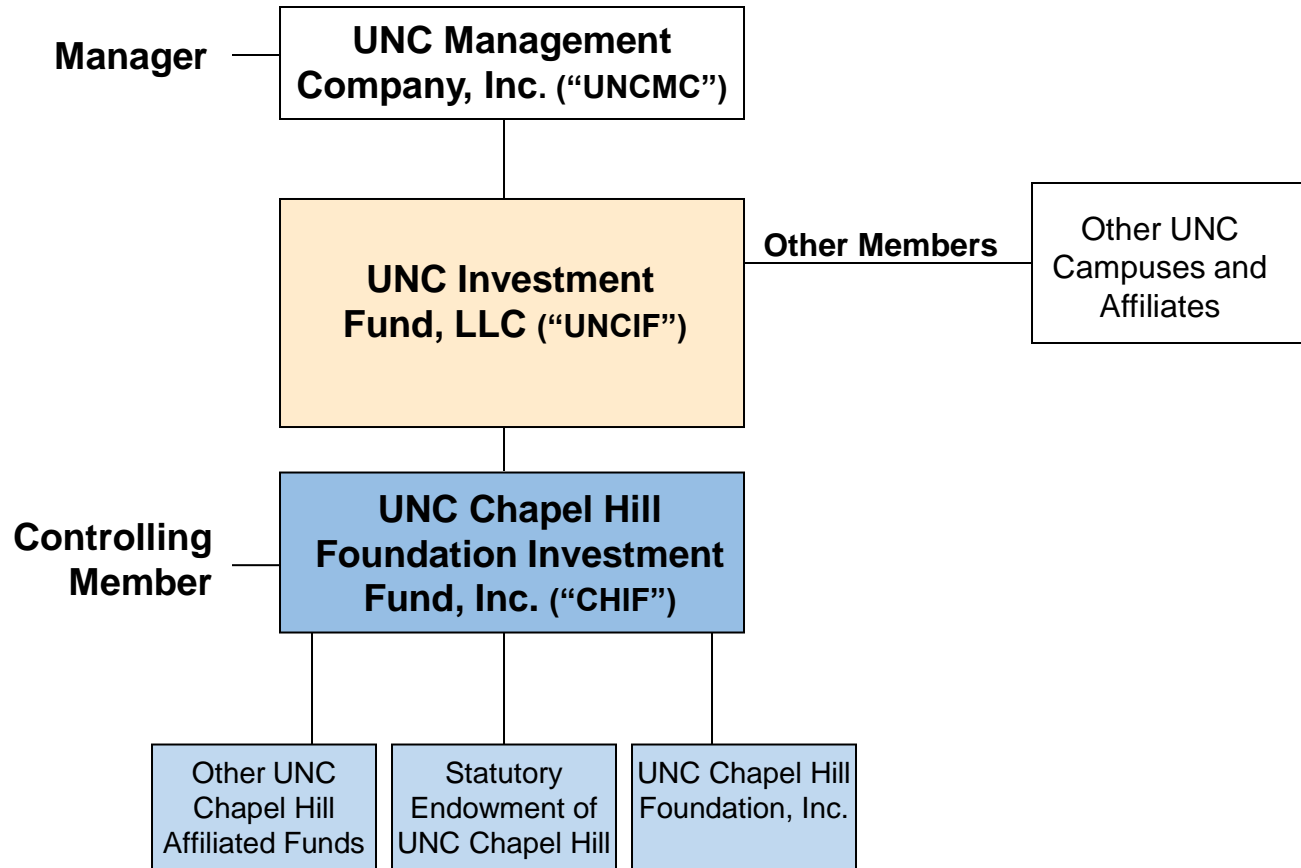 Manager
UNC Management
Company, Inc. (“UNCMC”)
UNC Investment
Fund, LLC (“UNCIF”)
Other Members
Other UNC
Campuses and
Affiliates
Controlling
Member
UNC Chapel Hill
Foundation Investment
Fund, Inc. (“CHIF”)
Other UNC
Chapel Hill
Affiliated Funds
Statutory
Endowment of
UNC Chapel Hill
UNC Chapel Hill
Foundation, Inc.